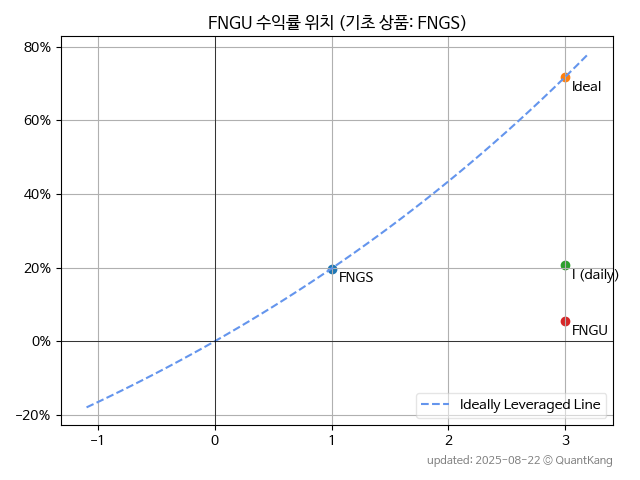 FNGU 수익률 위치 (기초 상품: FNGS)
80%
60%
40%
20%
0%
−20%
Ideal
I (daily)
FNGS
FNGU
Ideally Leveraged Line
−1
0
1
2
3
updated: 2025-08-22 © QuantKang